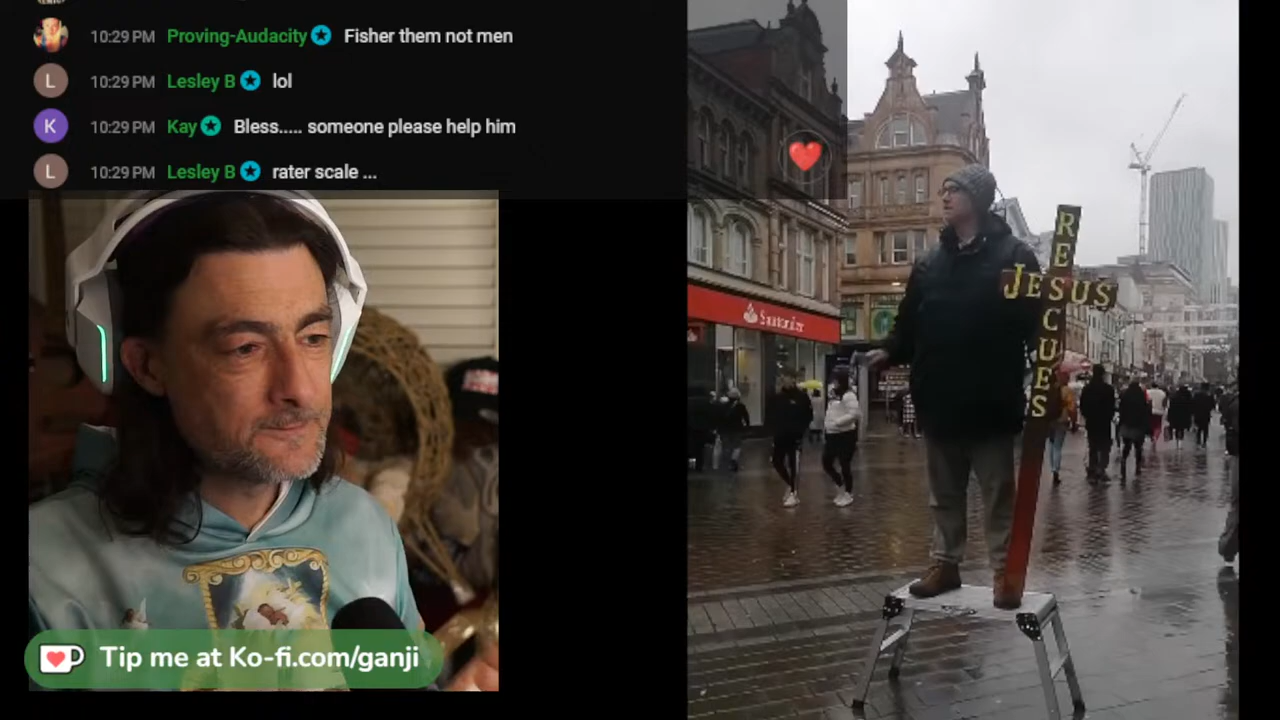 10:29 PM Proving-Audacity Fisher them not men
L 10:29 PM Lesley B lol
K 10:29 PM Kay Bless..... someone please help him
L 10:29 PM Lesley B rater scale ...
Santander
RESCUES
JESUS
Tip me at Ko-fi.com/ganji